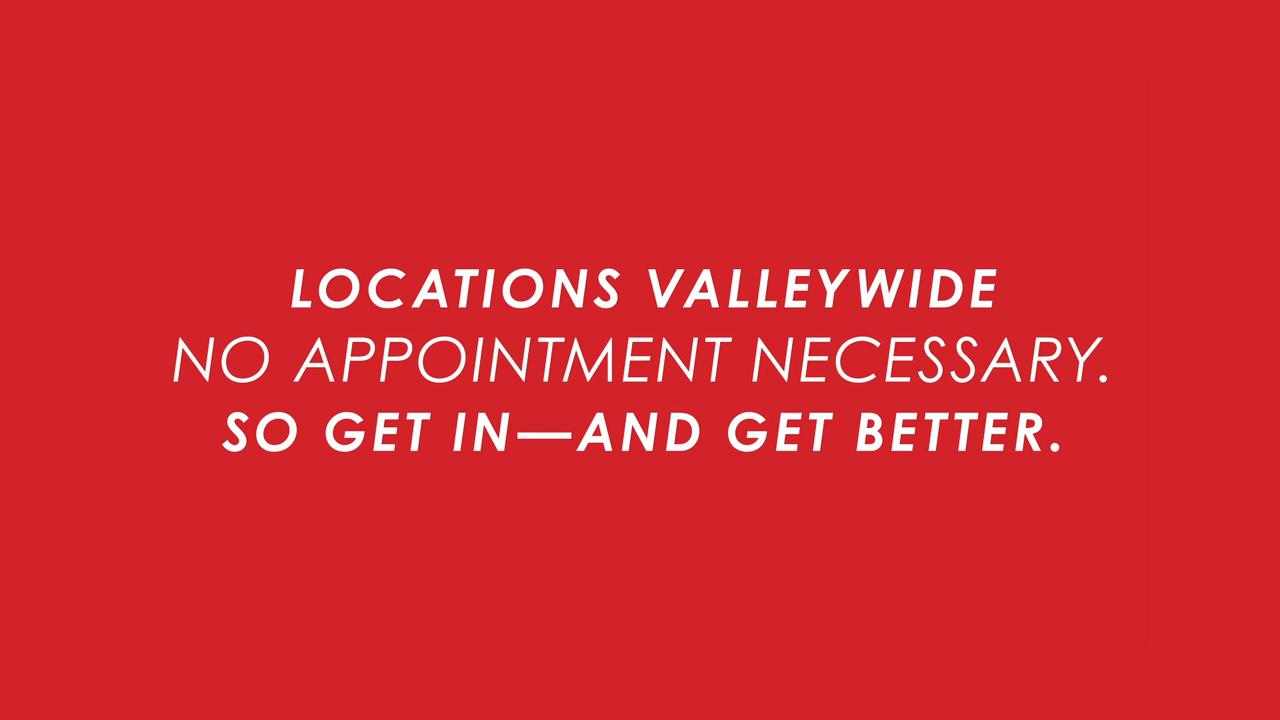 LOCATIONS VALLEYWIDE
NO APPOINTMENT NECESSARY.
SO GET IN—AND GET BETTER.